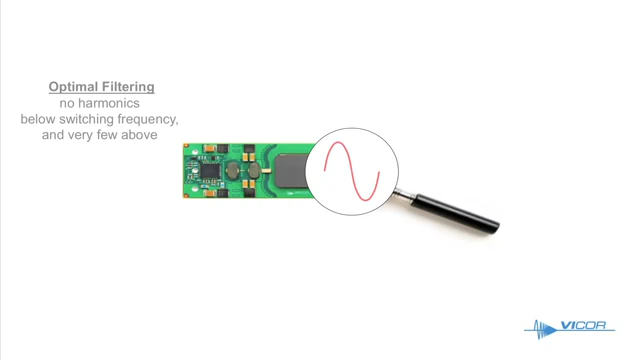 Optimal Filtering
no harmonics
below switching frequency,
and very few above
VICOR